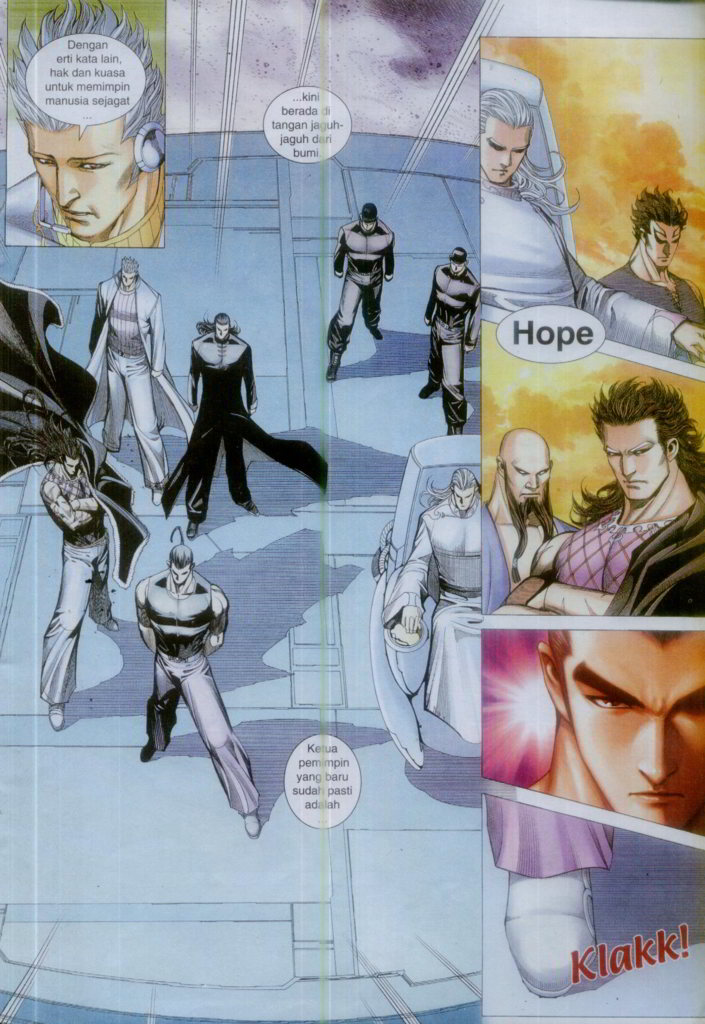 Dengan
erti kata lain,
hak dan kuasa
untuk memimpin
manusia sejagat
...
...kini
berada di
tangan jaguh-
jaguh dari
bumi.
Hope
Ketua
pemimpin
yang baru
sudah pasti
adalah
...
Klakk!